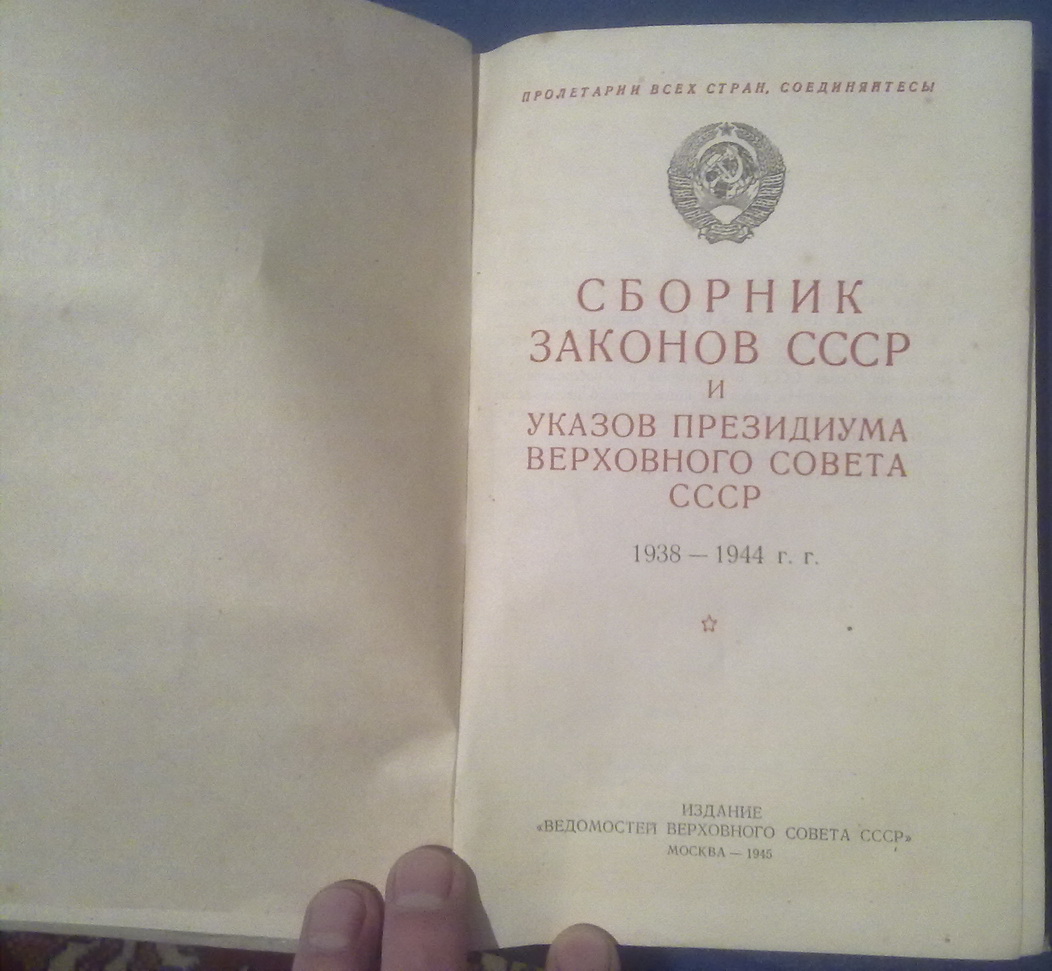 ПРОЛЕТАРИИ ВСЕХ СТРАН, СОЕДИНЯЙТЕСЬ!
СБОРНИК
ЗАКОНОВ СССР
И
УКАЗОВ ПРЕЗИДИУМА
ВЕРХОВНОГО СОВЕТА
СССР
1938 — 1944 г. г.
ИЗДАНИЕ
«ВЕДОМОСТЕЙ ВЕРХОВНОГО СОВЕТА СССР»
МОСКВА — 1945